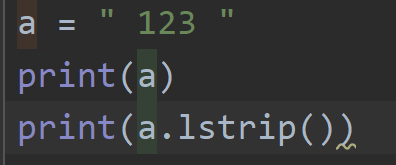 a = " 123 "
print(a)
print(a.lstrip())